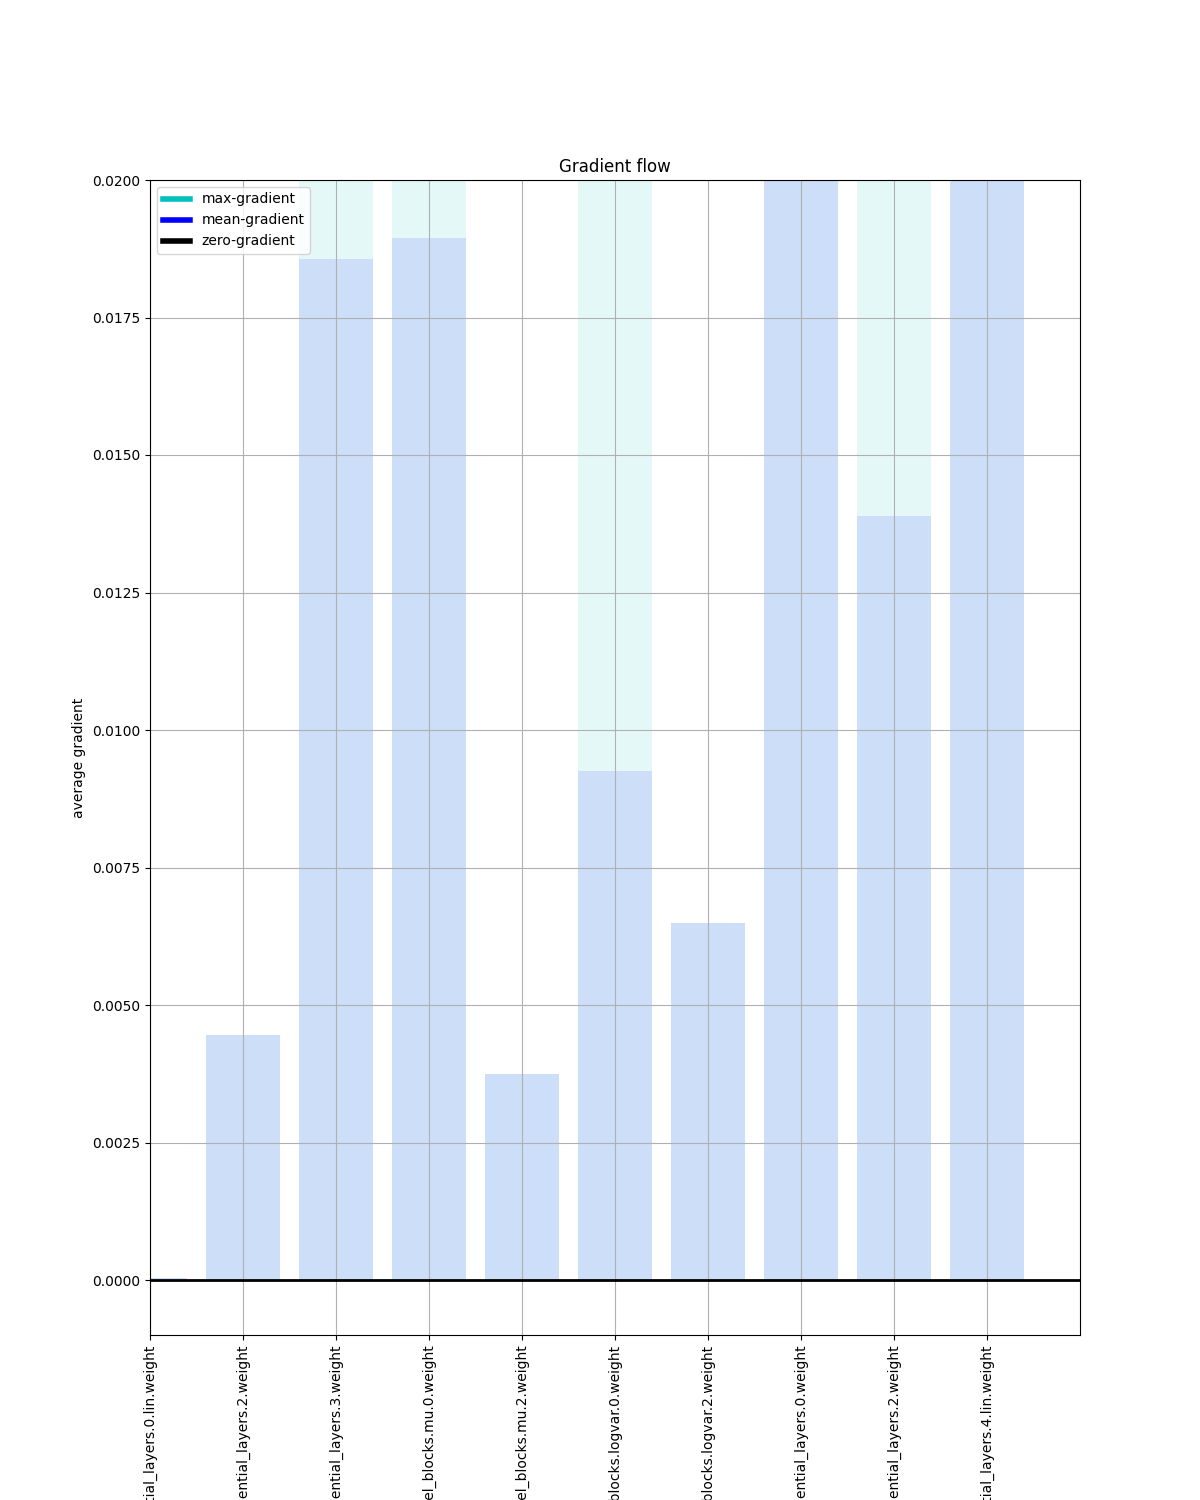 Gradient flow
max-gradient
mean-gradient
zero-gradient
0.0200
0.0175
0.0150
0.0125
0.0100
0.0075
0.0050
0.0025
0.0000
average gradient
tial_layers.0.lin.weight
ential_layers.2.weight
ential_layers.3.weight
el_blocks.mu.0.weight
el_blocks.mu.2.weight
blocks.logvar.0.weight
blocks.logvar.2.weight
ential_layers.0.weight
ential_layers.2.weight
tial_layers.4.lin.weight